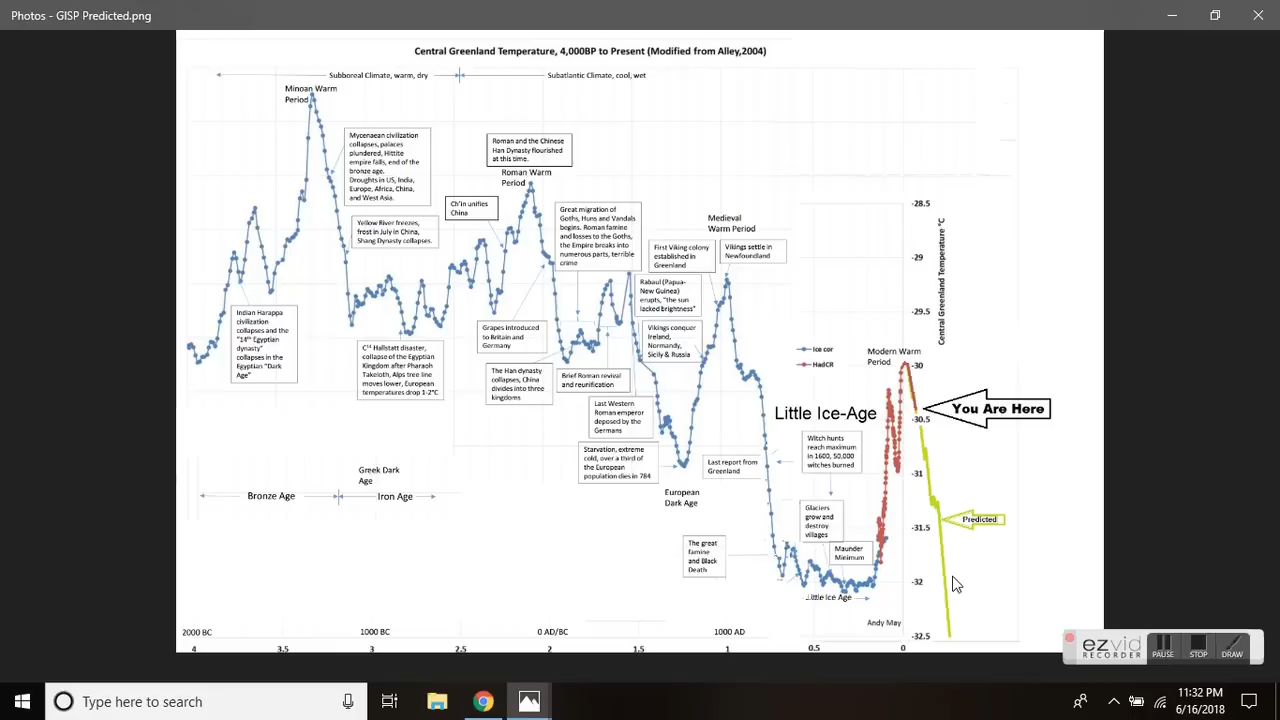 Photos - GISP Predicted.png
Central Greenland Temperature, 4,000BP to Present (Modified from Alley,2004)
Subboreal Climate, warm, dry
Subatlantic Climate, cool, wet
Minoan Warm
Period
Mycenaean civilization
collapses, palaces
plundered, Hittite
empire falls, end of the
bronze age.
Droughts in US, India,
Europe, Africa, China,
and West Asia.
Roman and the Chinese
Han Dynasty flourished
at this time.
Roman Warm
Period
Ch'in unifies
China
Yellow River freezes,
frost in July in China,
Shang Dynasty collapses.
Great migration of
Goths, Huns and Vandals
begins. Roman famine
and losses to the Goths,
the Empire breaks into
numerous parts, terrible
crime
Medieval
Warm Period
First Viking colony
established in
Greenland
Vikings settle in
Newfoundland
Rabaul (Papua-
New Guinea)
erupts, "the sun
lacked brightness"
Indian Harappa
civilization
collapses and the
"14th Egyptian
dynasty"
collapses in the
Egyptian "Dark
Age"
Grapes introduced
to Britain and
Germany
Vikings conquer
Ireland,
Normandy,
Sicily & Russia
C14 Hallstatt disaster,
collapse of the Egyptian
Kingdom after Pharaoh
Takeloth, Alps tree line
moves lower, European
temperatures drop 1-2°C
The Han dynasty
collapses, China
divides into three
kingdoms
Brief Roman revival
and reunification
Last Western
Roman emperor
deposed by the
Germans
Ice cor
HadCR
Modern Warm
Period
Little Ice-Age
You Are Here
Starvation, extreme
cold, over a third of
the European
population dies in 784
Last report from
Greenland
Witch hunts
reach maximum
in 1600, 50,000
witches burned
Greek Dark
Age
Bronze Age
Iron Age
European
Dark Age
Glaciers
grow and
destroy
villages
Predicted
The great
famine
and Black
Death
Maunder
Minimum
Little Ice Age
Andy May
-28.5
-29
-29.5
-30
-30.5
-31
-31.5
-32
-32.5
Central Greenland Temperature °C
2000 BC
1000 BC
0 AD/BC
1000 AD
4
3.5
3
2.5
2
1.5
1
0.5
0
ezvid
RECORDER
PAUSE
STOP
DRAW
Type here to search
11:32 PM
6/16/2018